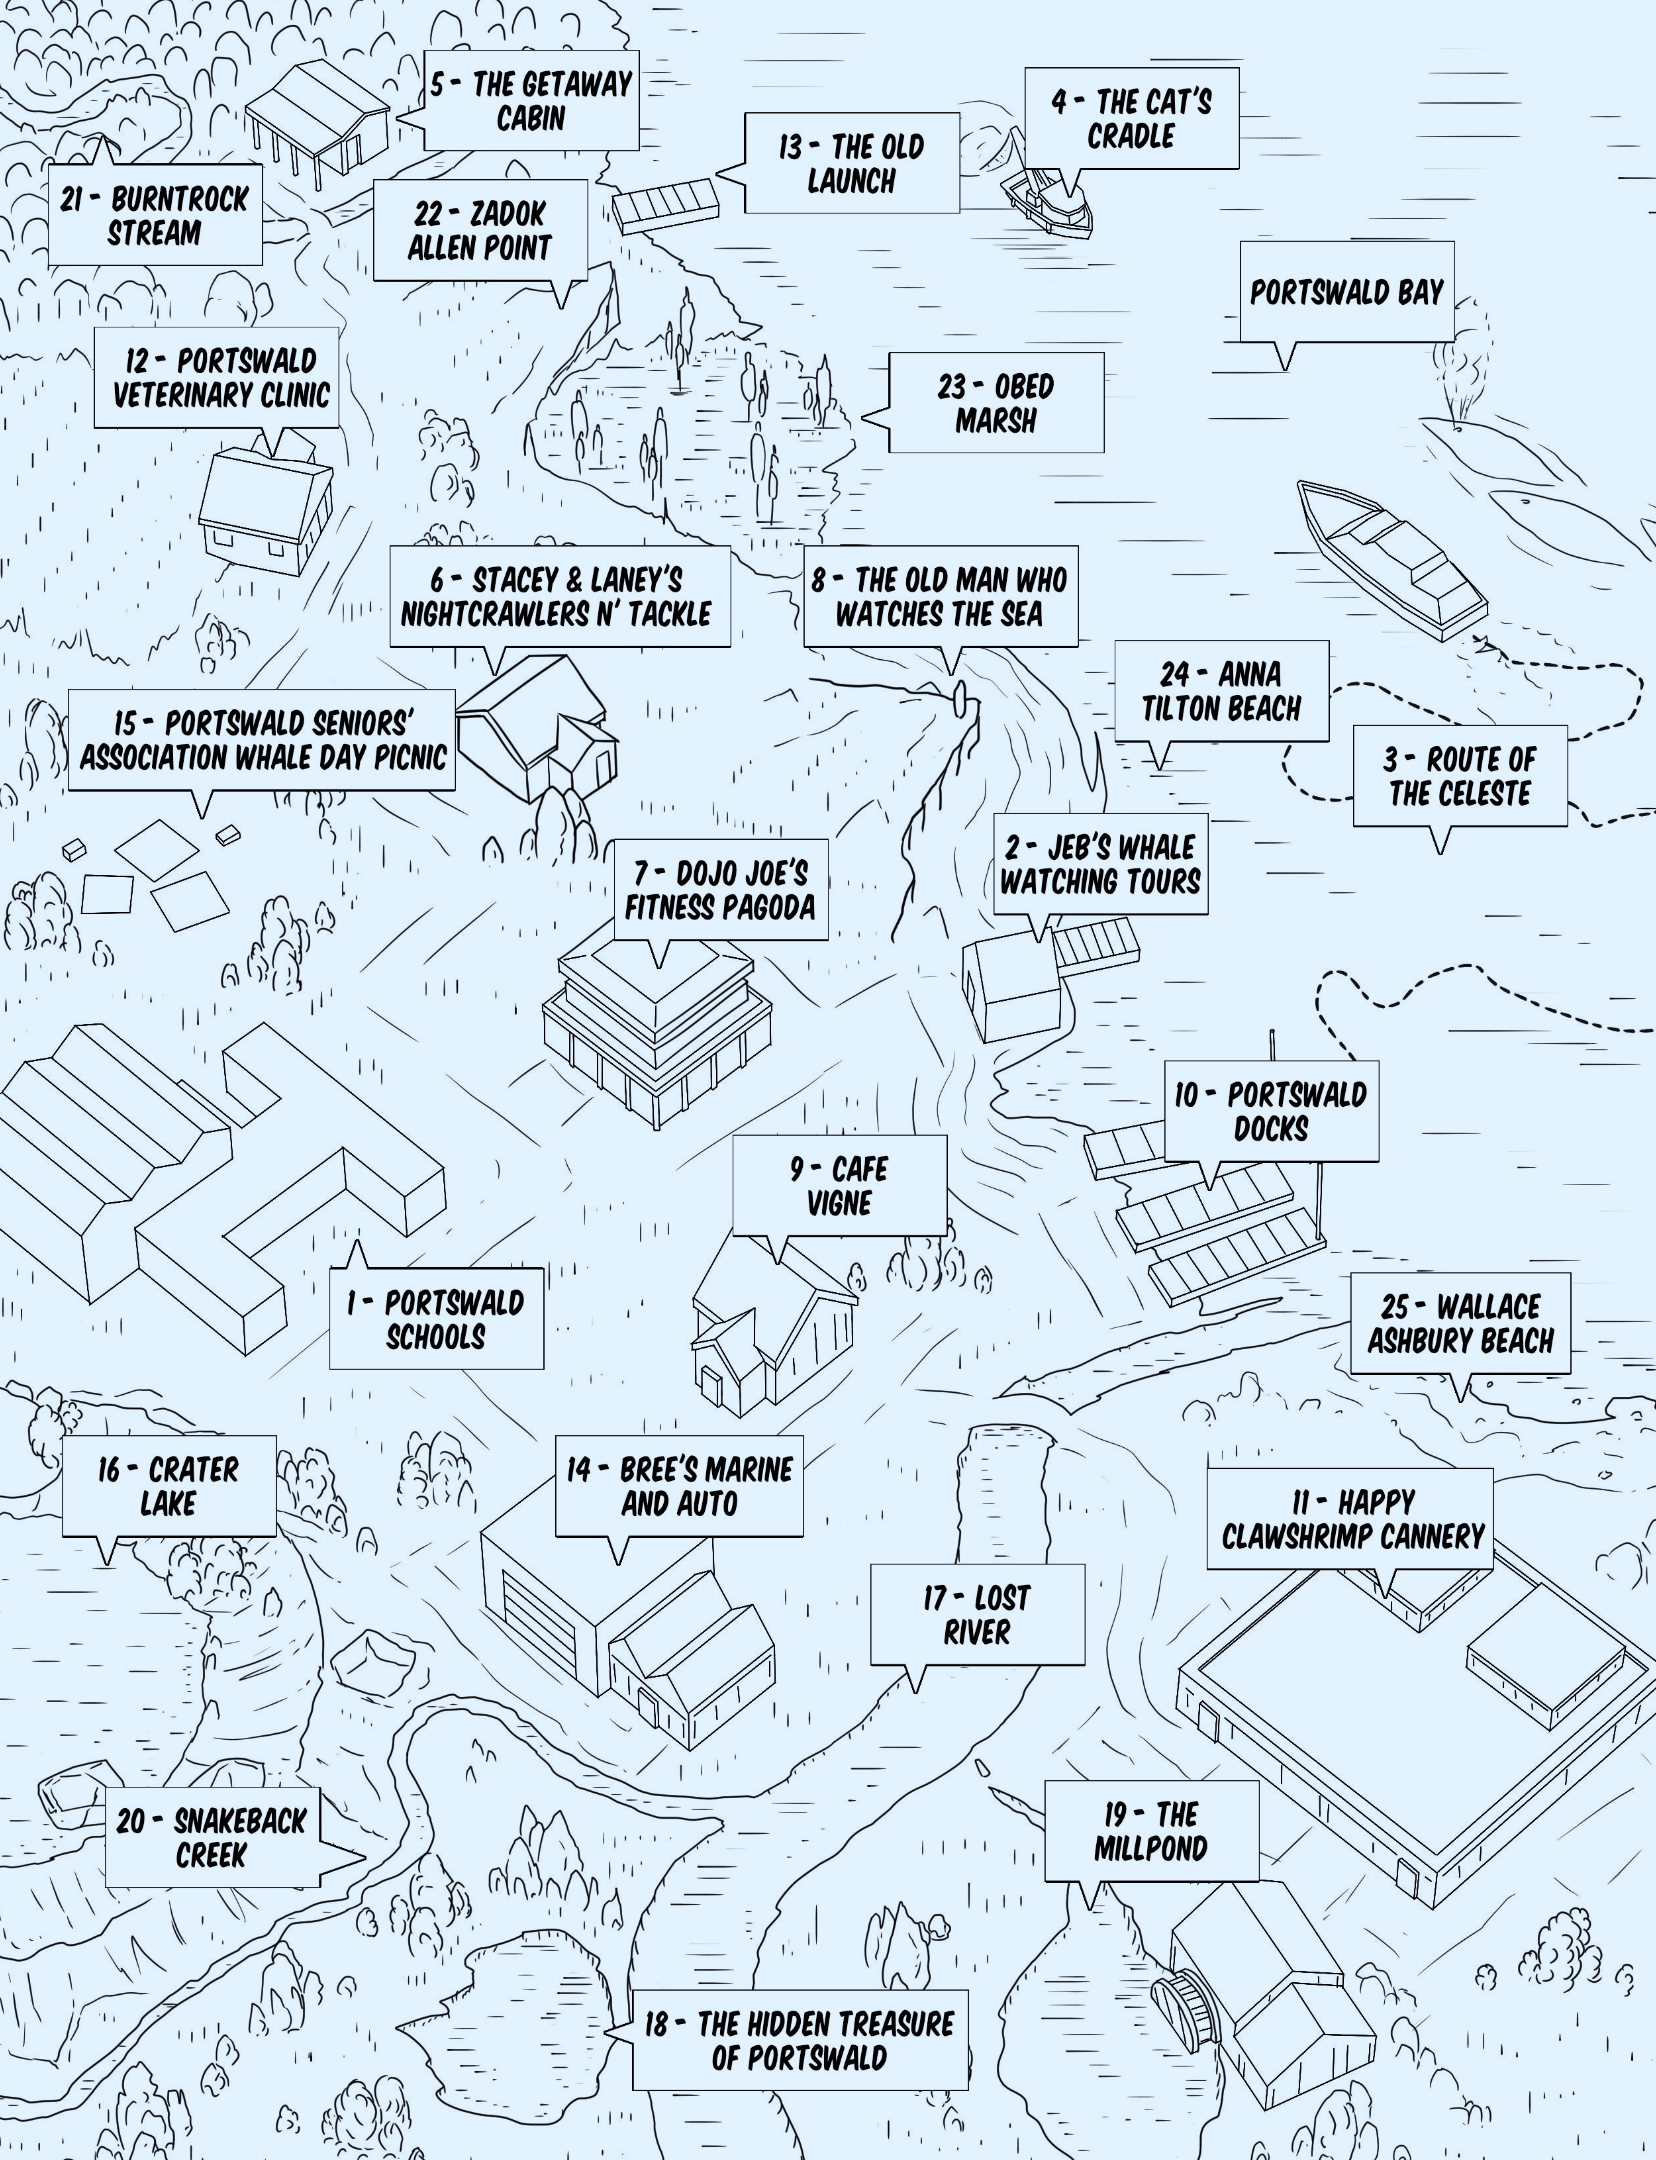 5 - THE GETAWAY
CABIN
4 - THE CAT'S
CRADLE
13 - THE OLD
LAUNCH
21 - BURNTROCK
STREAM
22 - ZADOK
ALLEN POINT
PORTSWALD BAY
12 - PORTSWALD
VETERINARY CLINIC
23 - OBED
MARSH
6 - STACEY & LANEY'S
NIGHTCRAWLERS N' TACKLE
8 - THE OLD MAN WHO
WATCHES THE SEA
24 - ANNA
TILTON BEACH
15 - PORTSWALD SENIORS'
ASSOCIATION WHALE DAY PICNIC
3 - ROUTE OF
THE CELESTE
2 - JEB'S WHALE
WATCHING TOURS
7 - DOJO JOE'S
FITNESS PAGODA
10 - PORTSWALD
DOCKS
9 - CAFE
VIGNE
1 - PORTSWALD
SCHOOLS
25 - WALLACE
ASHBURY BEACH
16 - CRATER
LAKE
14 - BREE'S MARINE
AND AUTO
11 - HAPPY
CLAWSHRIMP CANNERY
17 - LOST
RIVER
20 - SNAKEBACK
CREEK
19 - THE
MILLPOND
18 - THE HIDDEN TREASURE
OF PORTSWALD